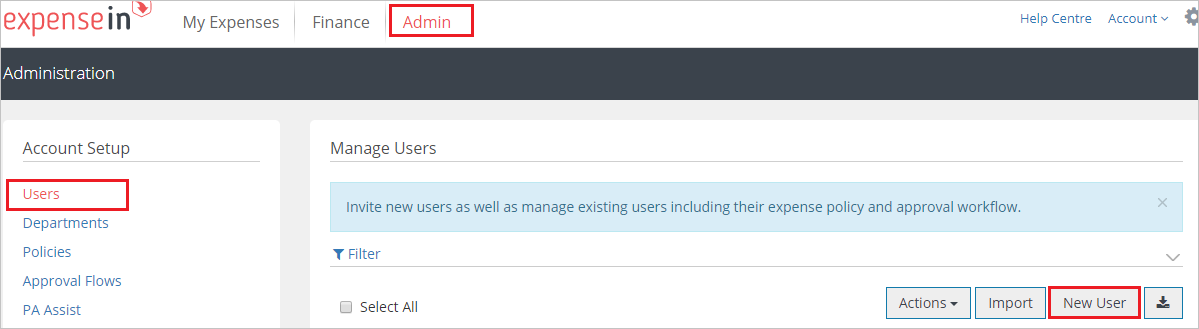 expensein My Expenses Finance Admin Help Centre Account
Administration
Account Setup
Users
Departments
Policies
Approval Flows
PA Assist
Manage Users
Invite new users as well as manage existing users including their expense policy and approval workflow. ×
Filter
Select All Actions Import New User